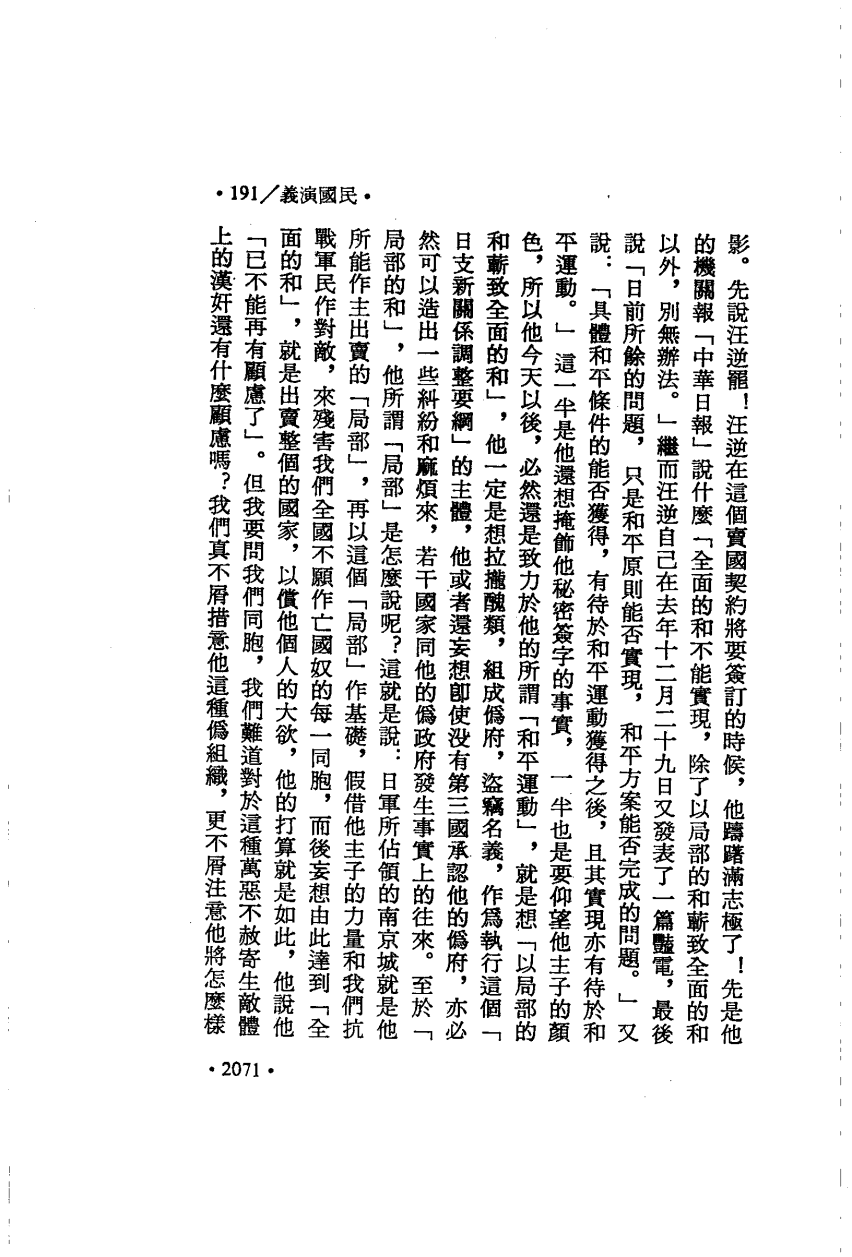 •191／義演國民•
影。先說汪逆罷！汪逆在這個賣國契約將要簽訂的時候，他躊躇滿志極了！先是他
的機關報「中華日報」說什麼「全面的和不能實現，除了以局部的和蘄致全面的和
以外，別無辦法。」繼而汪逆自己在去年十二月二十九日又發表了一篇豔電，最後
說「日前所餘的問題，只是和平原則能否實現，和平方案能否完成的問題。」又
說：「具體和平條件的能否獲得，有待於和平運動獲得之後，且其實現亦有待於和
平運動。」這一半是他還想掩飾他秘密簽字的事實，一半也是要仰望他主子的顏
色，所以他今天以後，必然還是致力於他的所謂「和平運動」，就是想「以局部的
和蘄致全面的和」，他一定是想拉攏醜類，組成僞府，盜竊名義，作爲執行這個「
日支新關係調整要綱」的主體，他或者還妄想卽使没有第三國承認他的僞府，亦必
然可以造出一些糾紛和麻煩來，若干國家同他的僞政府發生事實上的往來。至於「
局部的和」，他所謂「局部」是怎麼說呢？這就是說：日軍所佔領的南京城就是他
所能作主出賣的「局部」，再以這個「局部」作基礎，假借他主子的力量和我們抗
戰軍民作對敵，來殘害我們全國不願作亡國奴的每一同胞，而後妄想由此達到「全
面的和」，就是出賣整個的國家，以償他個人的大欲，他的打算就是如此，他說他
「已不能再有顧慮了」。但我要問我們同胞，我們難道對於這種萬惡不赦寄生敵體
上的漢奸還有什麼顧慮嗎？我們真不屑措意他這種僞組織，更不屑注意他將怎麼樣
•2071•